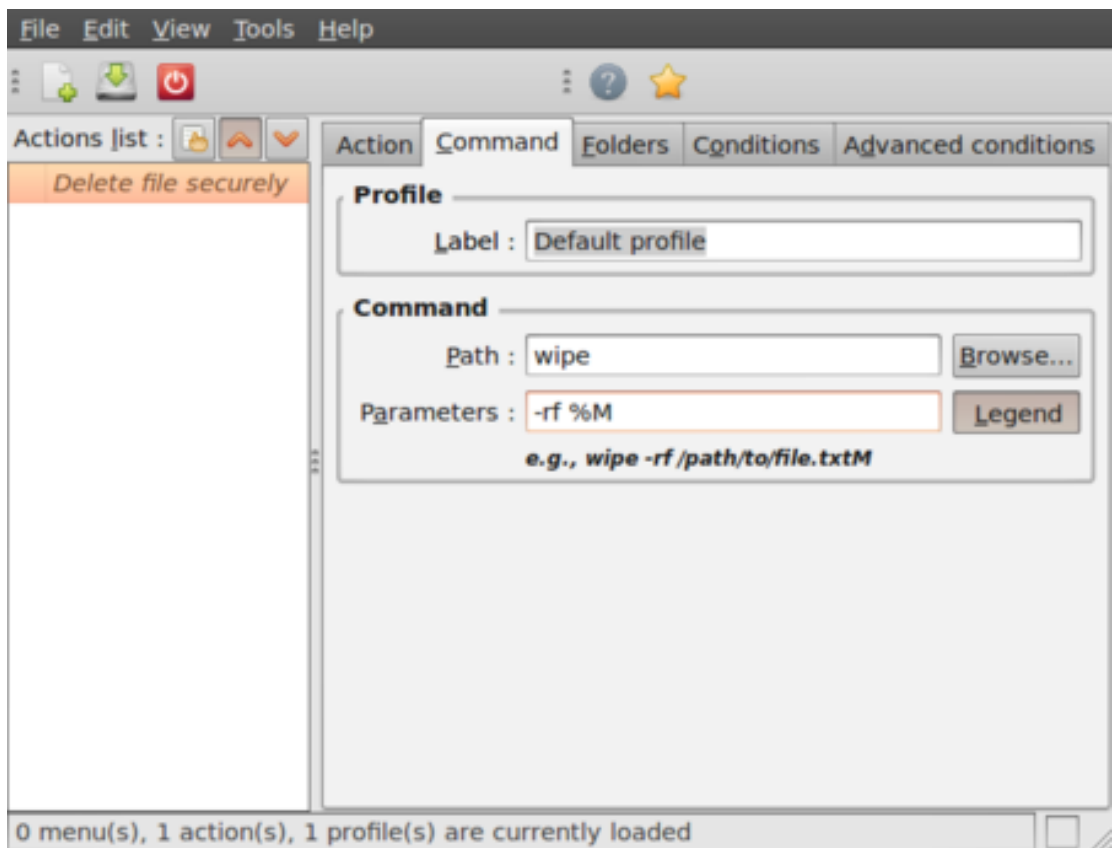 File Edit View Tools Help
Actions list :
Delete file securely
Action Command Folders Conditions Advanced conditions
Profile
Label : Default profile
Command
Path : wipe Browse...
Parameters : -rf %M Legend
e.g., wipe -rf /path/to/file.txtM
0 menu(s), 1 action(s), 1 profile(s) are currently loaded